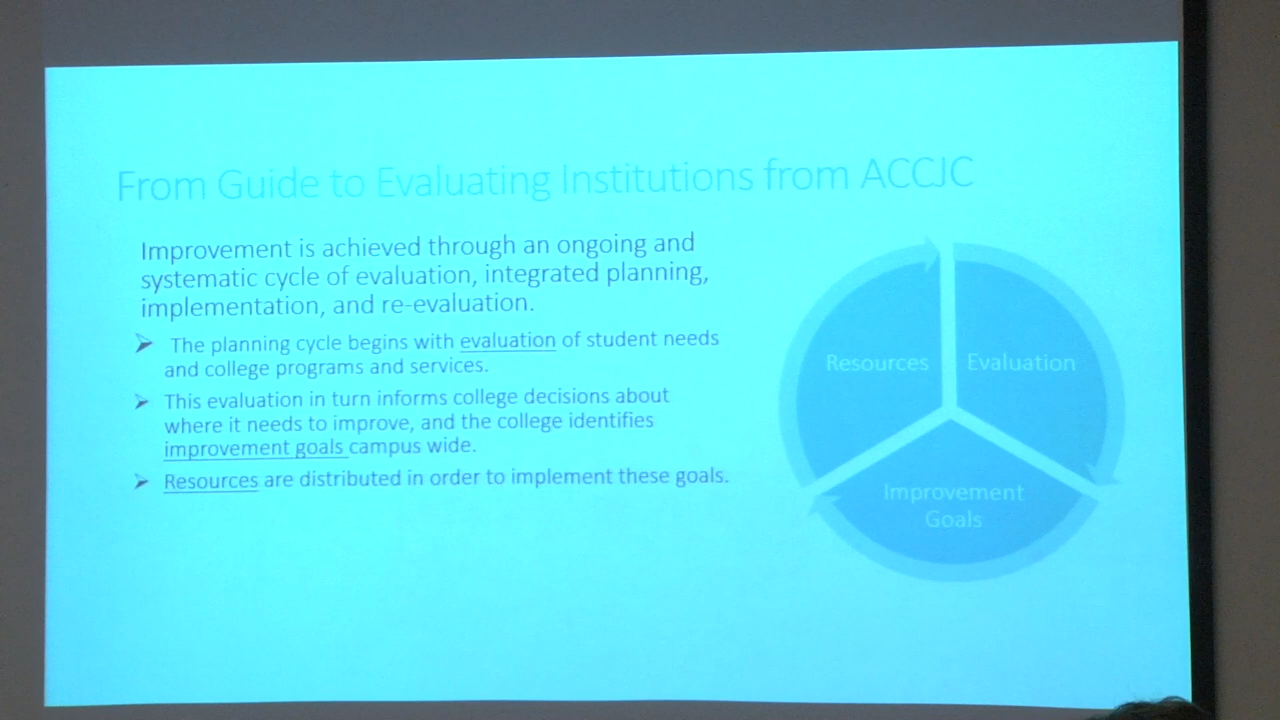 From Guide to Evaluating Institutions from ACCJC
Improvement is achieved through an ongoing and
systematic cycle of evaluation, integrated planning,
implementation, and re-evaluation.
The planning cycle begins with evaluation of student needs
and college programs and services.
This evaluation in turn informs college decisions about
where it needs to improve, and the college identifies
improvement goals campus wide.
Resources are distributed in order to implement these goals.
Resources
Evaluation
Improvement
Goals